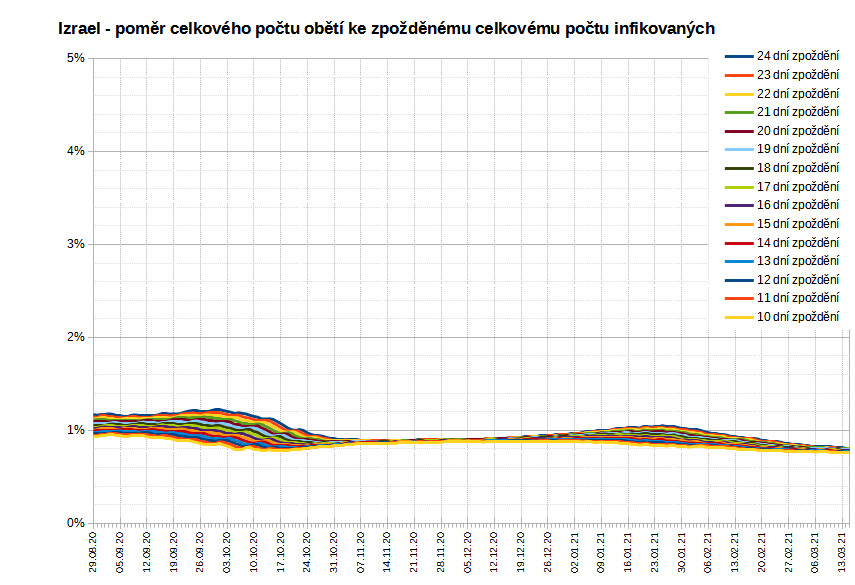 Izrael - poměr celkového počtu obětí ke zpožděnému celkovému počtu infikovaných
5%
4%
3%
2%
1%
0%
24 dní zpoždění
23 dní zpoždění
22 dní zpoždění
21 dní zpoždění
20 dní zpoždění
19 dní zpoždění
18 dní zpoždění
17 dní zpoždění
16 dní zpoždění
15 dní zpoždění
14 dní zpoždění
13 dní zpoždění
12 dní zpoždění
11 dní zpoždění
10 dní zpoždění
29.08.20
05.09.20
12.09.20
19.09.20
26.09.20
03.10.20
10.10.20
17.10.20
24.10.20
31.10.20
07.11.20
14.11.20
21.11.20
28.11.20
05.12.20
12.12.20
19.12.20
26.12.20
02.01.21
09.01.21
16.01.21
23.01.21
30.01.21
06.02.21
13.02.21
20.02.21
27.02.21
06.03.21
13.03.21